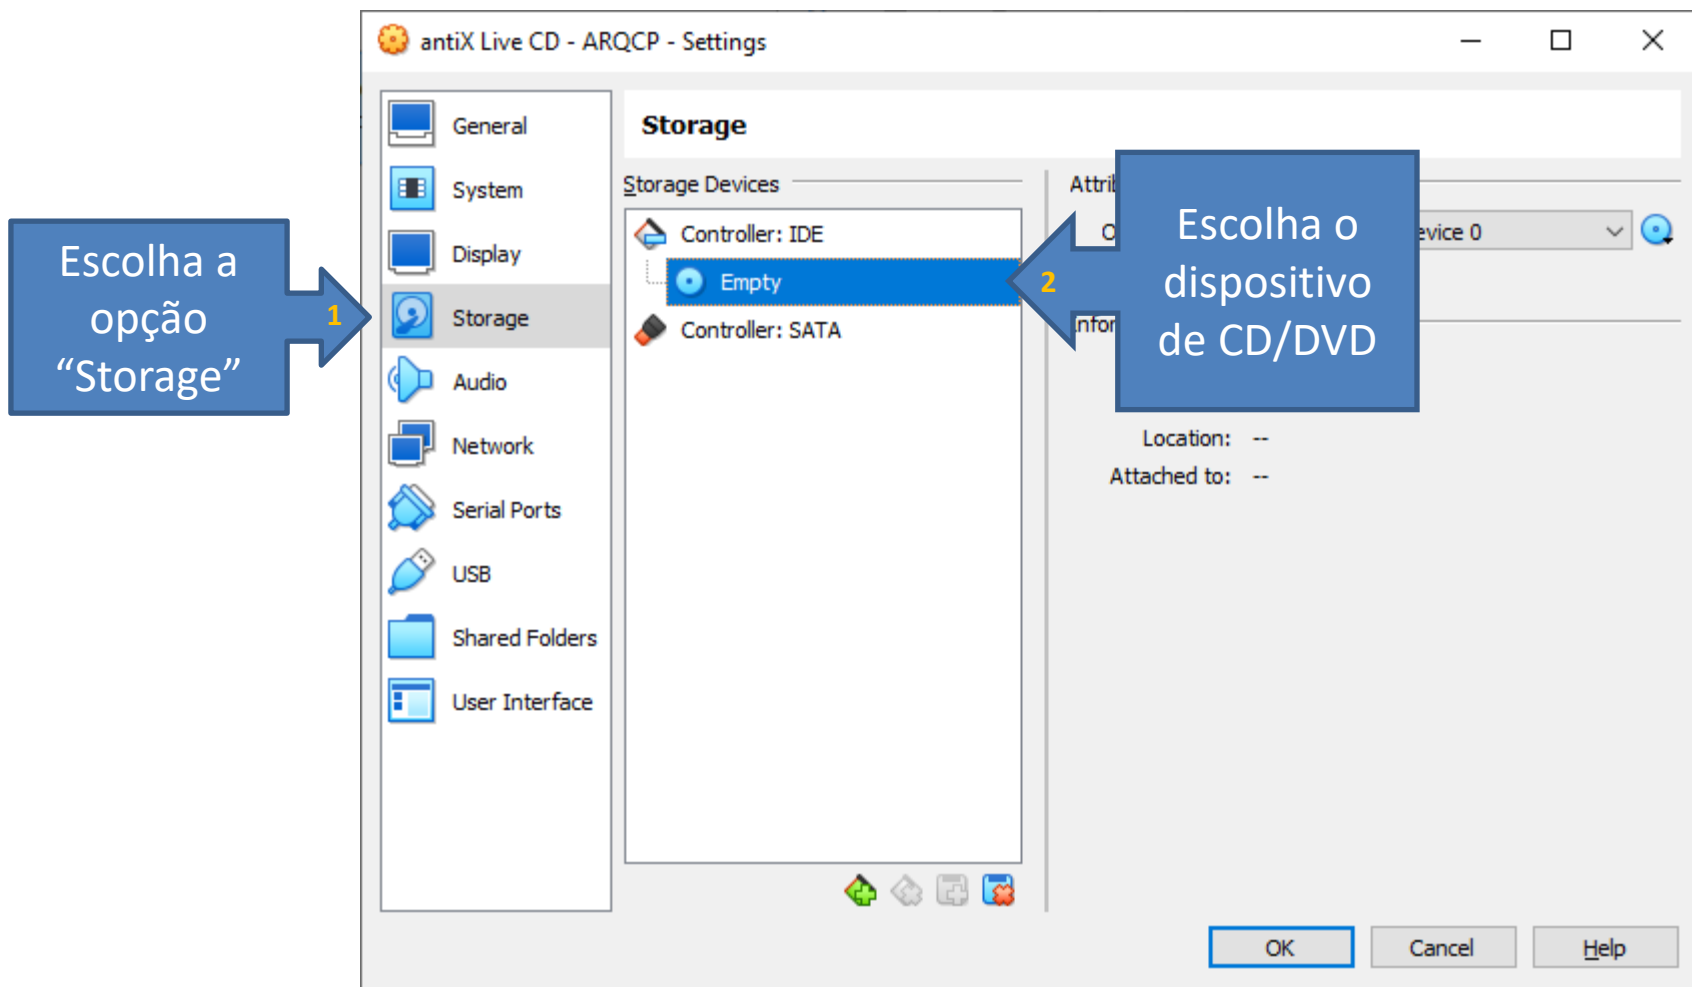 antiX Live CD - ARQCP - Settings
General
System
Display
Storage
Audio
Network
Serial Ports
USB
Shared Folders
User Interface
Storage
Storage Devices
Controller: IDE
Empty
Controller: SATA
Location: --
Attached to: --
OK
Cancel
Help
Escolha a
opção
“Storage”
1
2
Escolha o
dispositivo
de CD/DVD